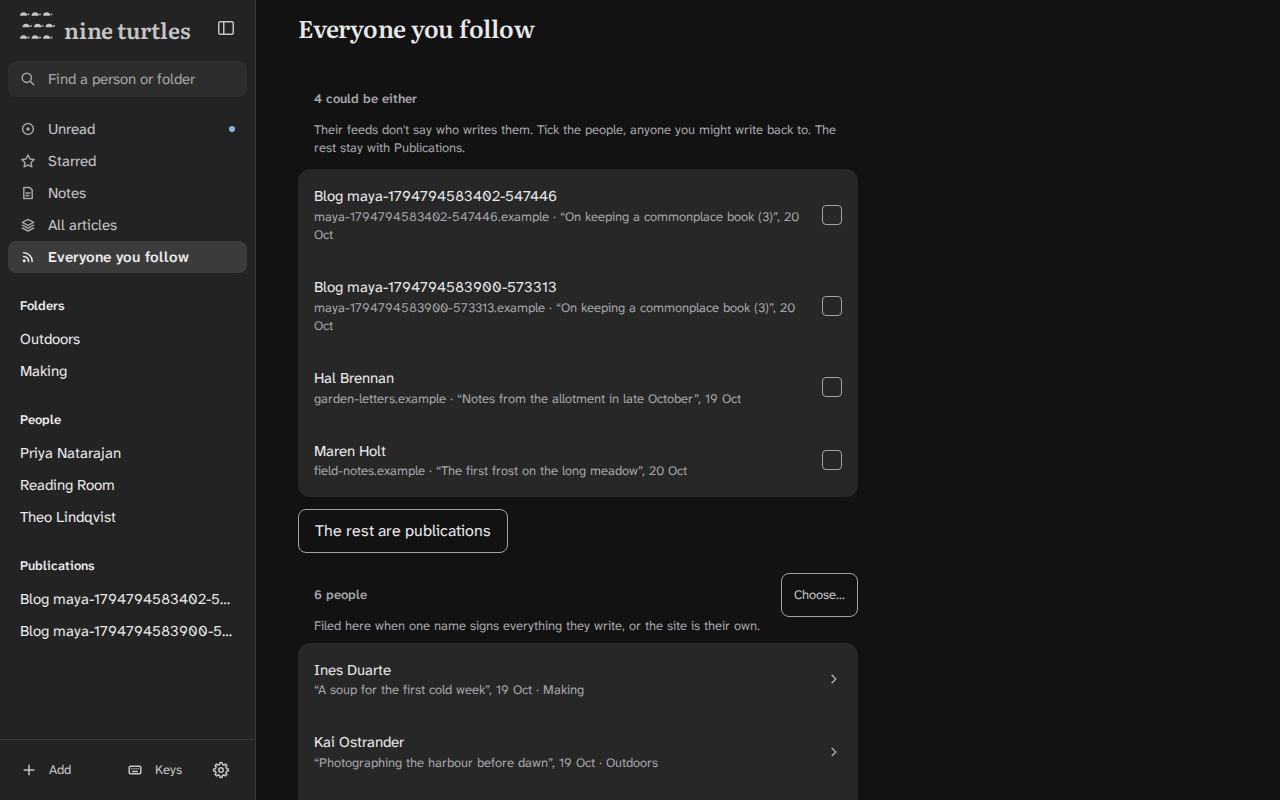 nine turtles
Find a person or folder
Unread
Starred
Notes
All articles
Everyone you follow
Folders
Outdoors
Making
People
Priya Natarajan
Reading Room
Theo Lindqvist
Publications
Blog maya-1794794583402-5...
Blog maya-1794794583900-5...
Add
Keys
Everyone you follow
4 could be either
Their feeds don't say who writes them. Tick the people, anyone you might write back to. The
rest stay with Publications.
Blog maya-1794794583402-547446
maya-1794794583402-547446.example · “On keeping a commonplace book (3)”, 20
Oct
Blog maya-1794794583900-573313
maya-1794794583900-573313.example · “On keeping a commonplace book (3)”, 20
Oct
Hal Brennan
garden-letters.example · “Notes from the allotment in late October”, 19 Oct
Maren Holt
field-notes.example · “The first frost on the long meadow”, 20 Oct
The rest are publications
6 people
Choose...
Filed here when one name signs everything they write, or the site is their own.
Ines Duarte
“A soup for the first cold week”, 19 Oct · Making
Kai Ostrander
“Photographing the harbour before dawn”, 19 Oct · Outdoors